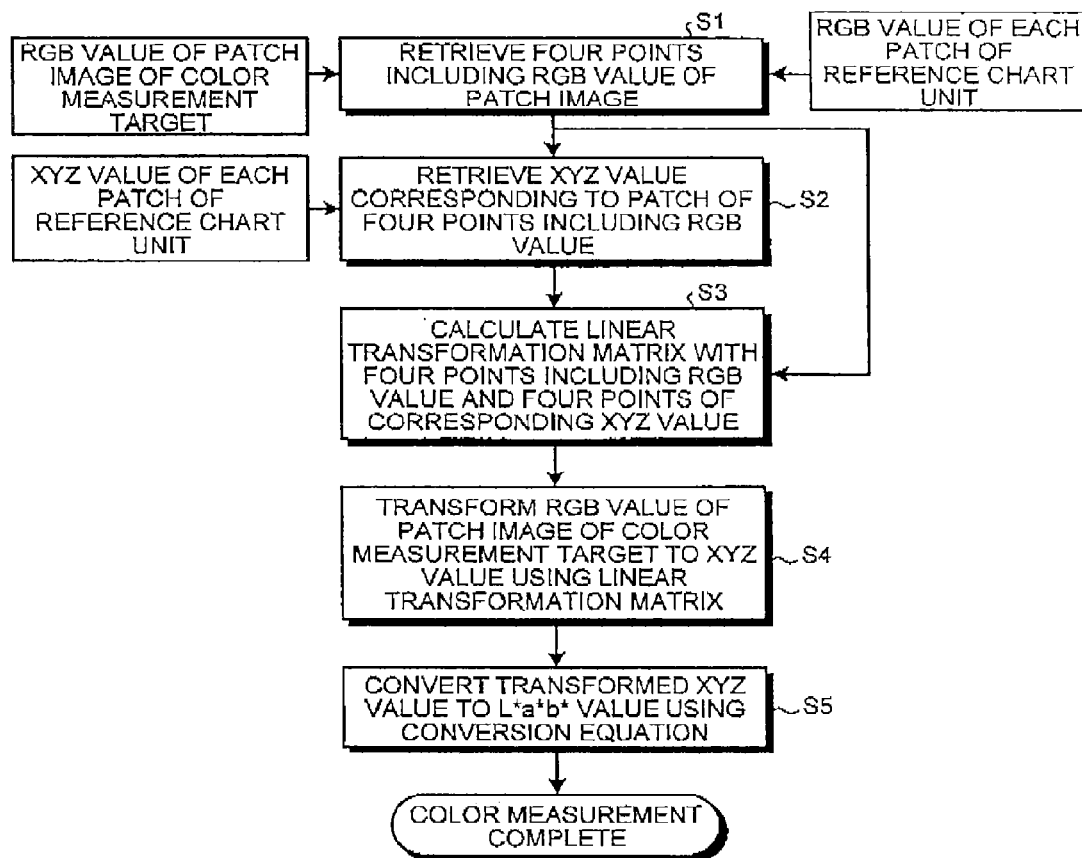 S1
RGB VALUE OF PATCH
IMAGE OF COLOR
MEASUREMENT
TARGET
RETRIEVE FOUR POINTS
INCLUDING RGB VALUE OF
PATCH IMAGE
RGB VALUE OF EACH
PATCH OF
REFERENCE CHART
UNIT
XYZ VALUE OF EACH
PATCH OF
REFERENCE CHART
UNIT
RETRIEVE XYZ VALUE
CORRESPONDING TO PATCH OF
FOUR POINTS INCLUDING RGB
VALUE
S2
S3
CALCULATE LINEAR
TRANSFORMATION MATRIX WITH
FOUR POINTS INCLUDING RGB
VALUE AND FOUR POINTS OF
CORRESPONDING XYZ VALUE
TRANSFORM RGB VALUE OF
PATCH IMAGE OF COLOR
MEASUREMENT TARGET TO XYZ
VALUE USING LINEAR
TRANSFORMATION MATRIX
S4
CONVERT TRANSFORMED XYZ
VALUE TO L*a*b* VALUE USING
CONVERSION EQUATION
S5
COLOR MEASUREMENT
COMPLETE